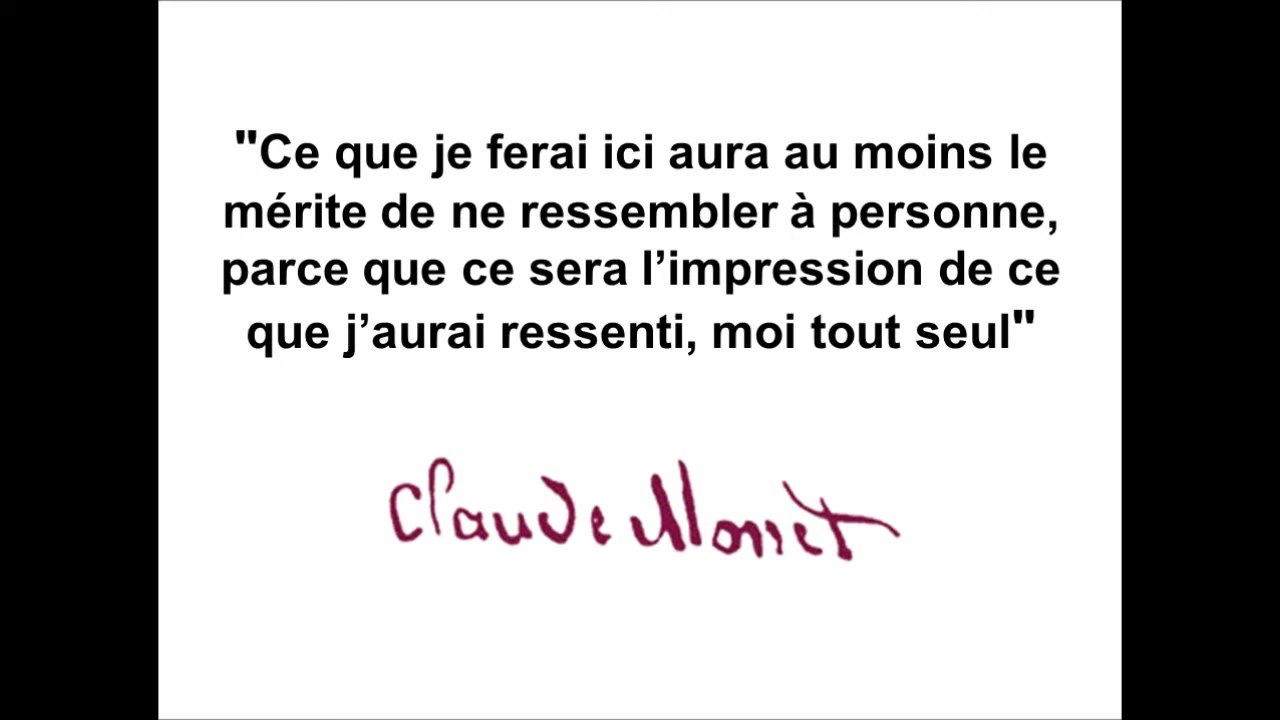 "Ce que je ferai ici aura au moins le
mérite de ne ressembler à personne,
parce que ce sera l’impression de ce
que j’aurai ressenti, moi tout seul"
Claude Monet